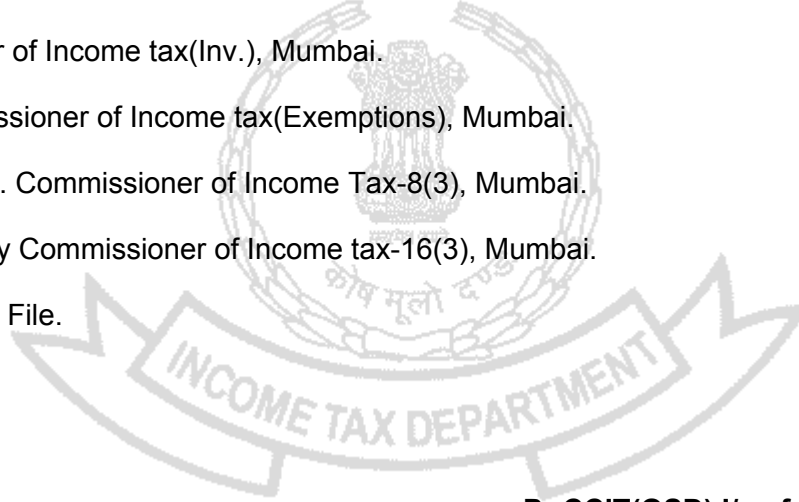 r of Income tax(Inv.), Mumbai.
ssioner of Income tax(Exemptions), Mumbai.
. Commissioner of Income Tax-8(3), Mumbai.
y Commissioner of Income tax-16(3), Mumbai.
File.
कोष मूलो दण्ड
INCOME TAX DEPARTMENT